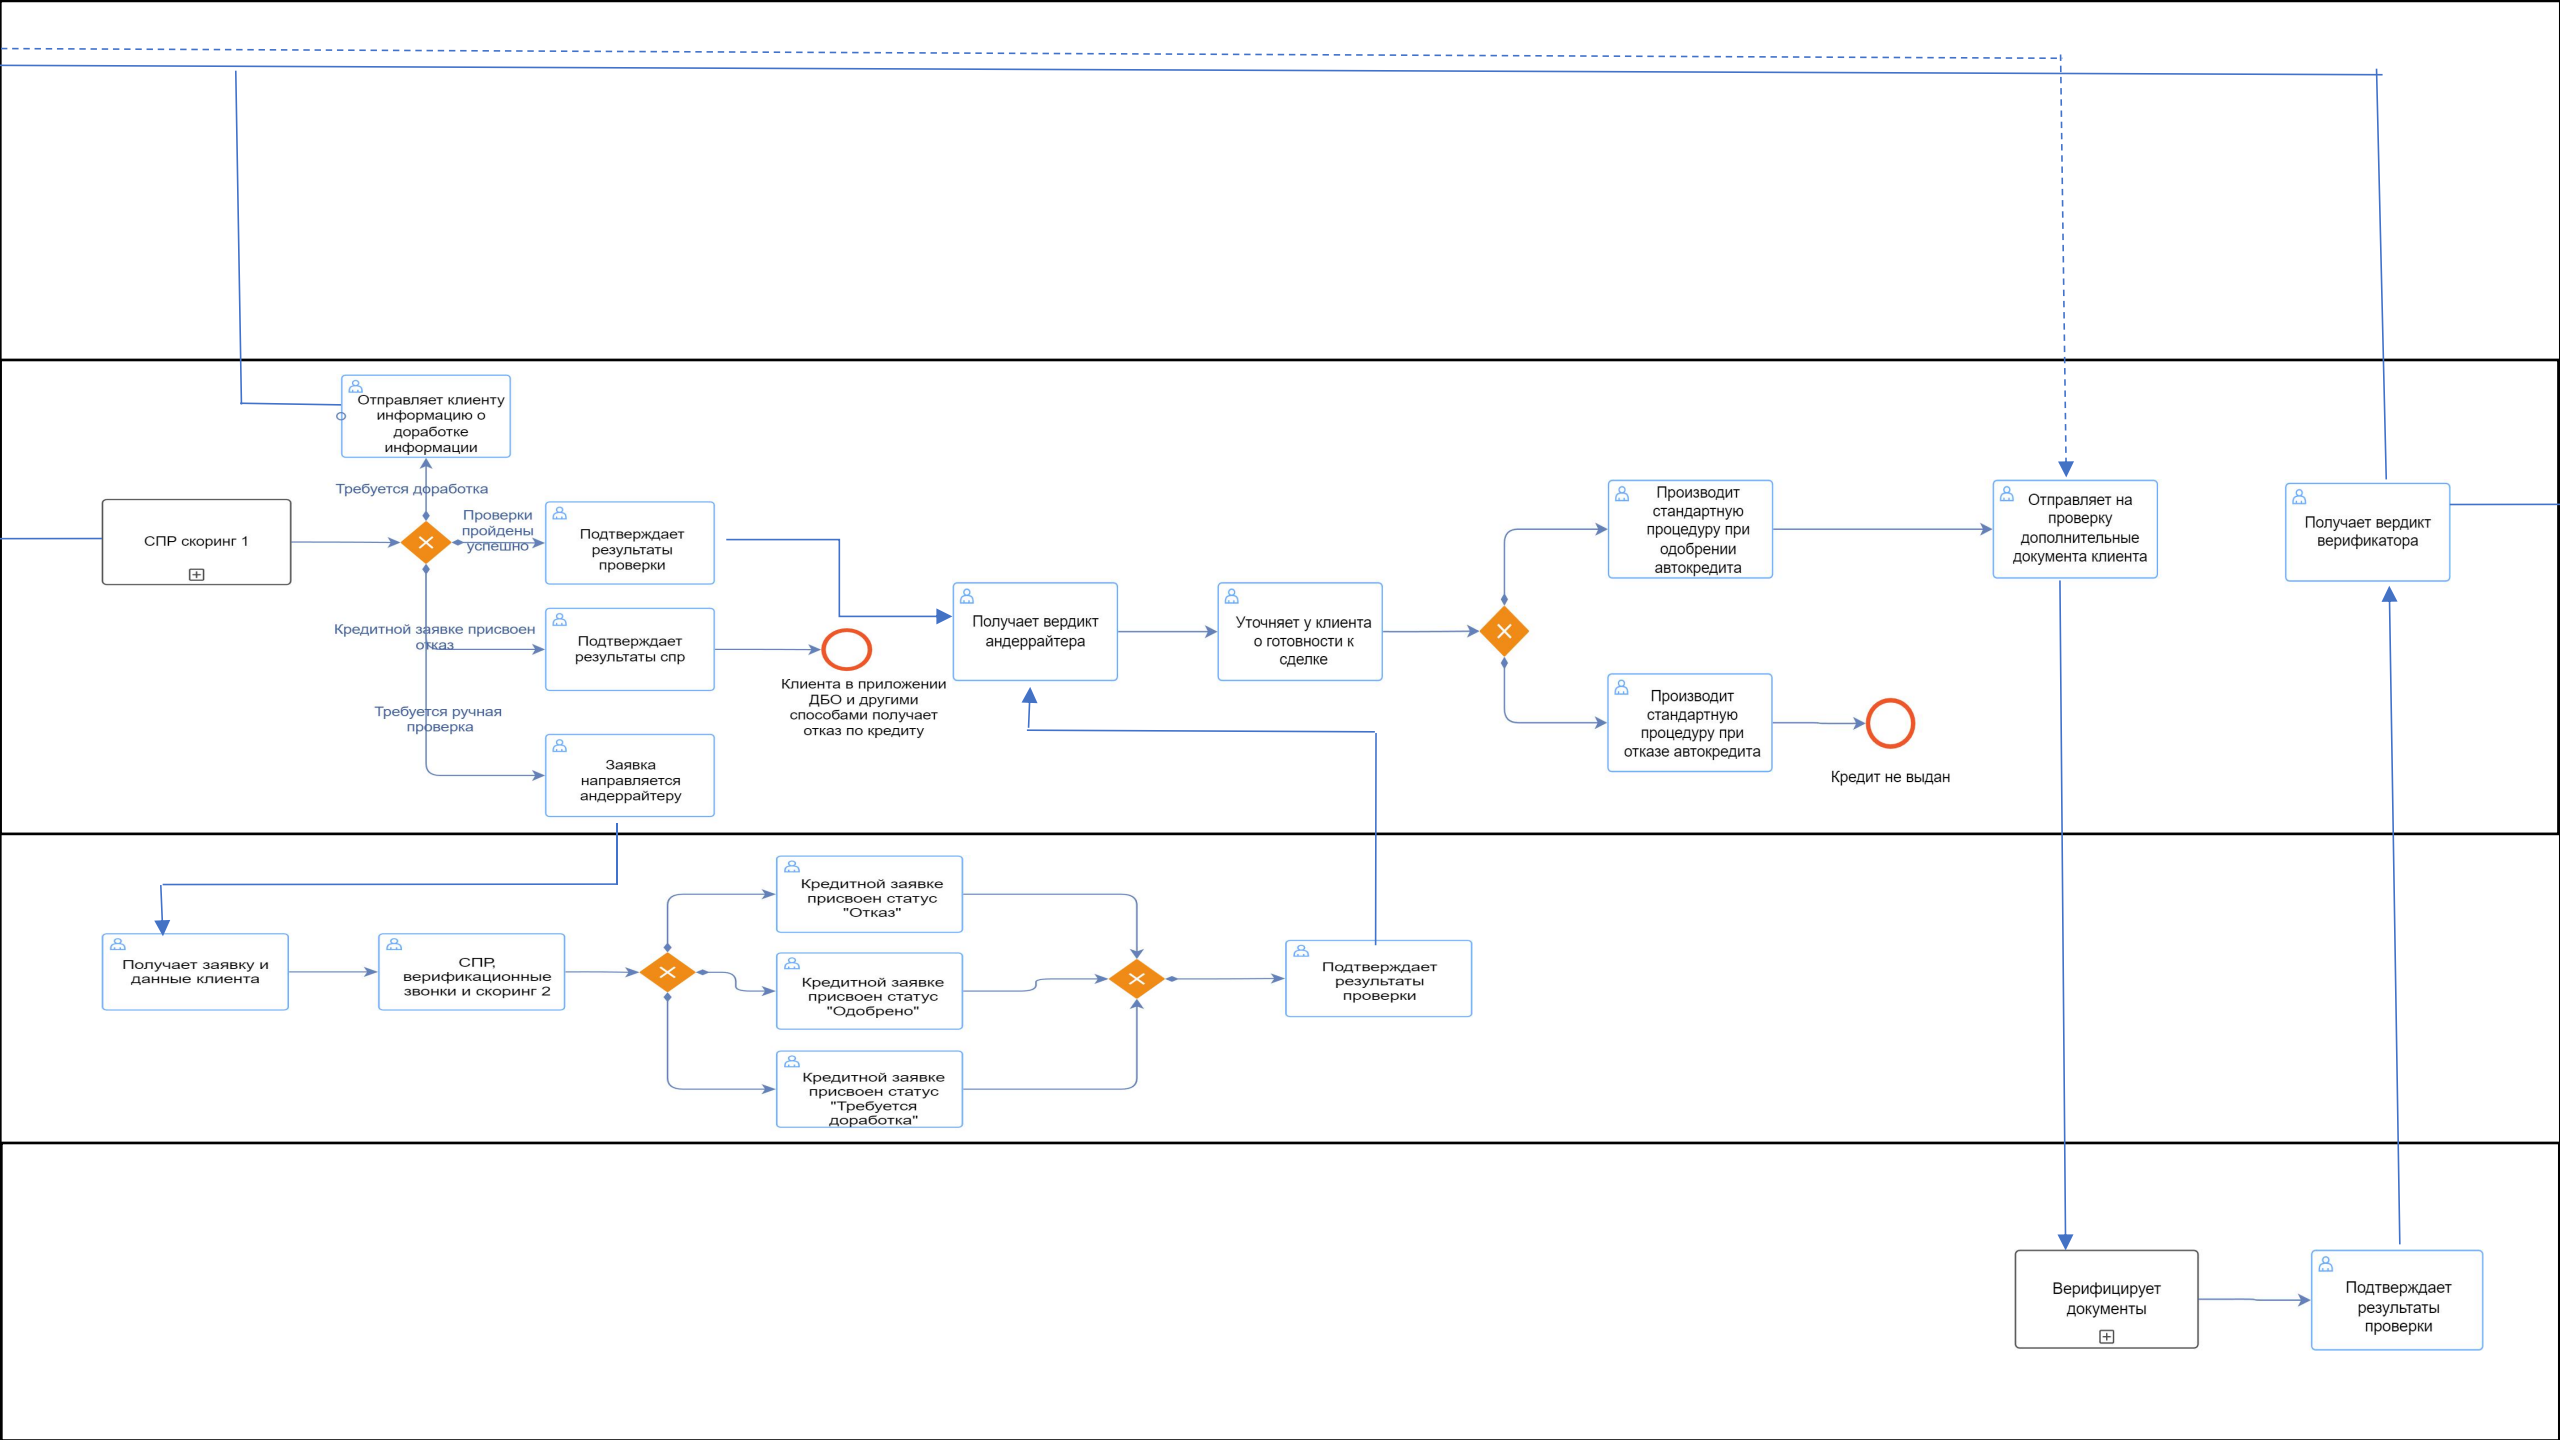 Отправляет клиенту
информацию о
доработке
информации
Требуется доработка
СПР скоринг 1
Проверки
пройдены
успешно
Подтверждает
результаты
проверки
Кредитной заявке присвоен
отказ
Подтверждает
результаты спр
Клиента в приложении
ДБО и другими
способами получает
отказ по кредиту
Требуется ручная
проверка
Заявка
направляется
андеррайтеру
Получает вердикт
андеррайтера
Уточняет у клиента
о готовности к
сделке
Производит
стандартную
процедуру при
одобрении
автокредита
Производит
стандартную
процедуру при
отказе автокредита
Кредит не выдан
Отправляет на
проверку
дополнительные
документа клиента
Получает вердикт
верификатора
Получает заявку и
данные клиента
СПР,
верификационные
звонки и скоринг 2
Кредитной заявке
присвоен статус
"Отказ"
Кредитной заявке
присвоен статус
"Одобрено"
Кредитной заявке
присвоен статус
"Требуется
доработка"
Подтверждает
результаты
проверки
Верифицирует
документы
Подтверждает
результаты
проверки